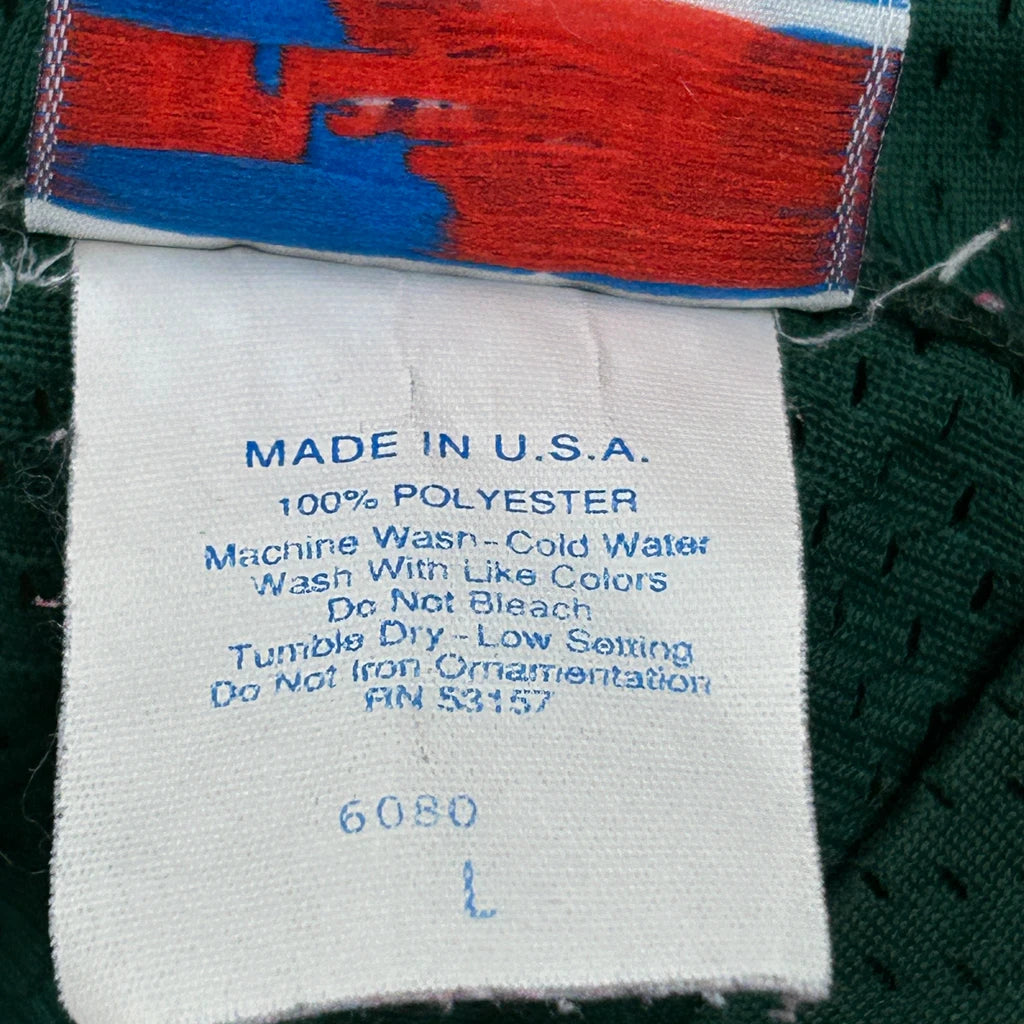 MADE IN U.S.A.
100% POLYESTER
Machine Wash-Cold Water
Wash With Like Colors
Do Not Bleach
Tumble Dry-Low Setting
Do Not Iron Ornamentation
RN 53157
6080
L